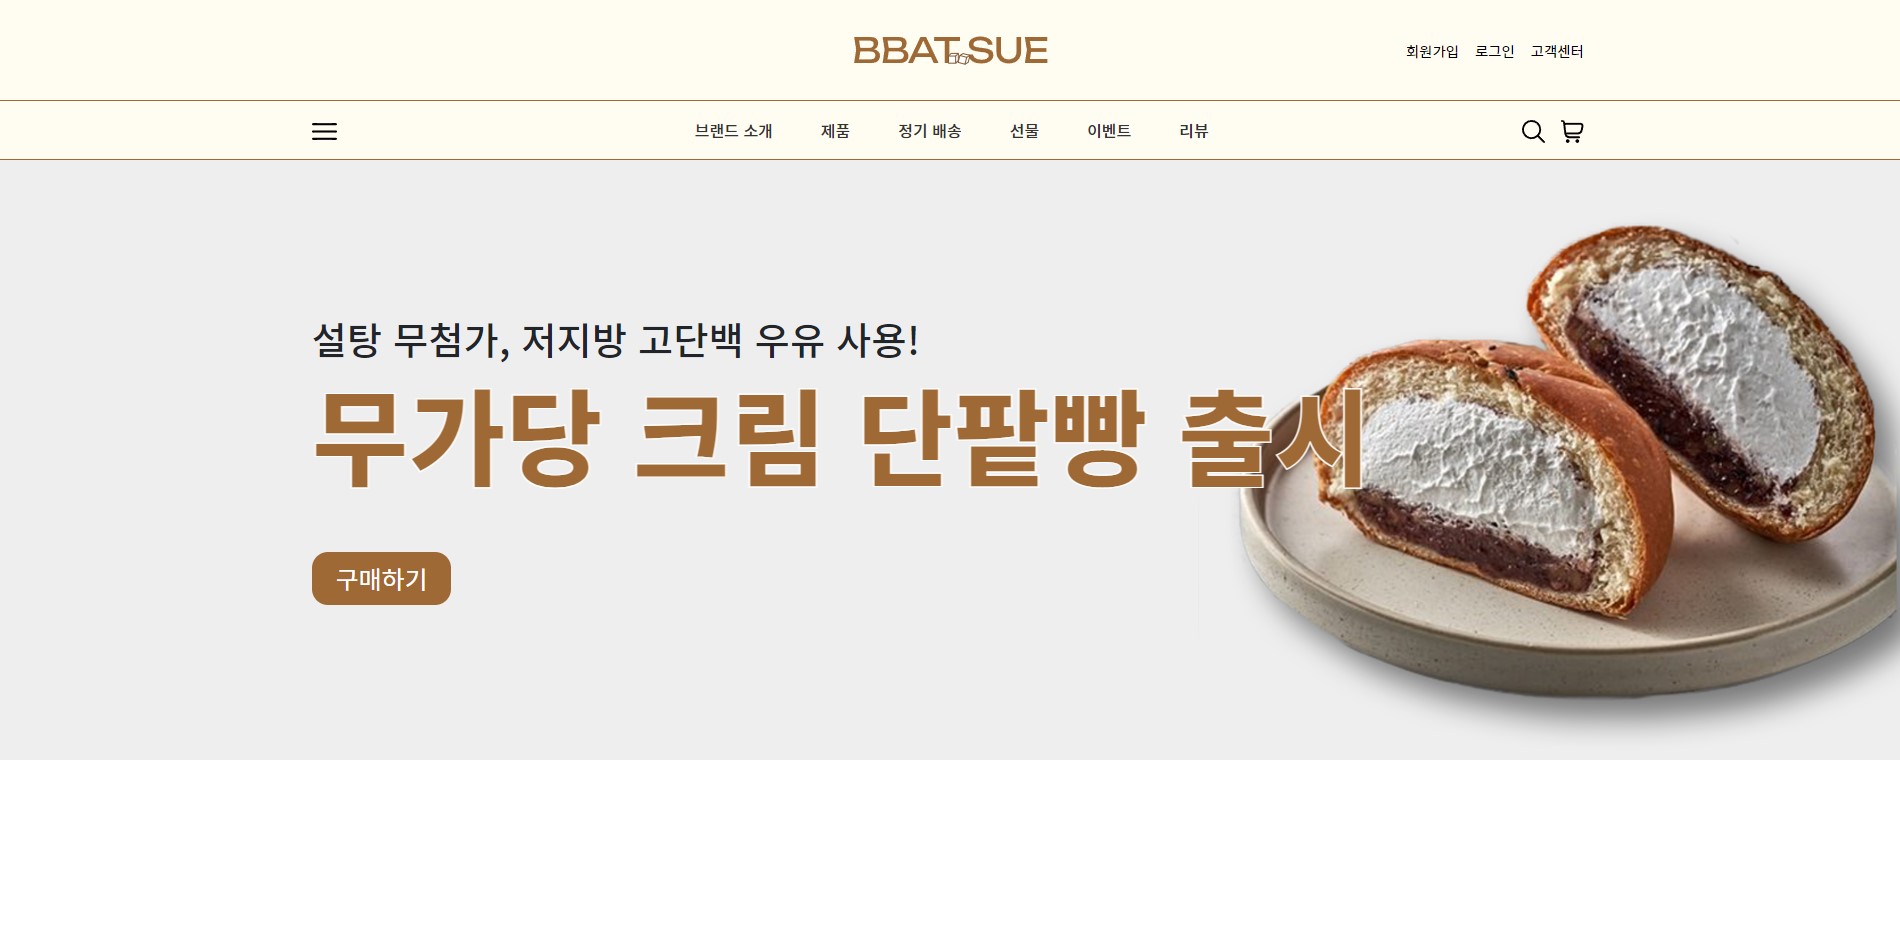 BBAT SUE
회원가입 로그인 고객센터
브랜드 소개 제품 정기 배송 선물 이벤트 리뷰
설탕 무첨가, 저지방 고단백 우유 사용!
무가당 크림 단팥빵 출시
구매하기